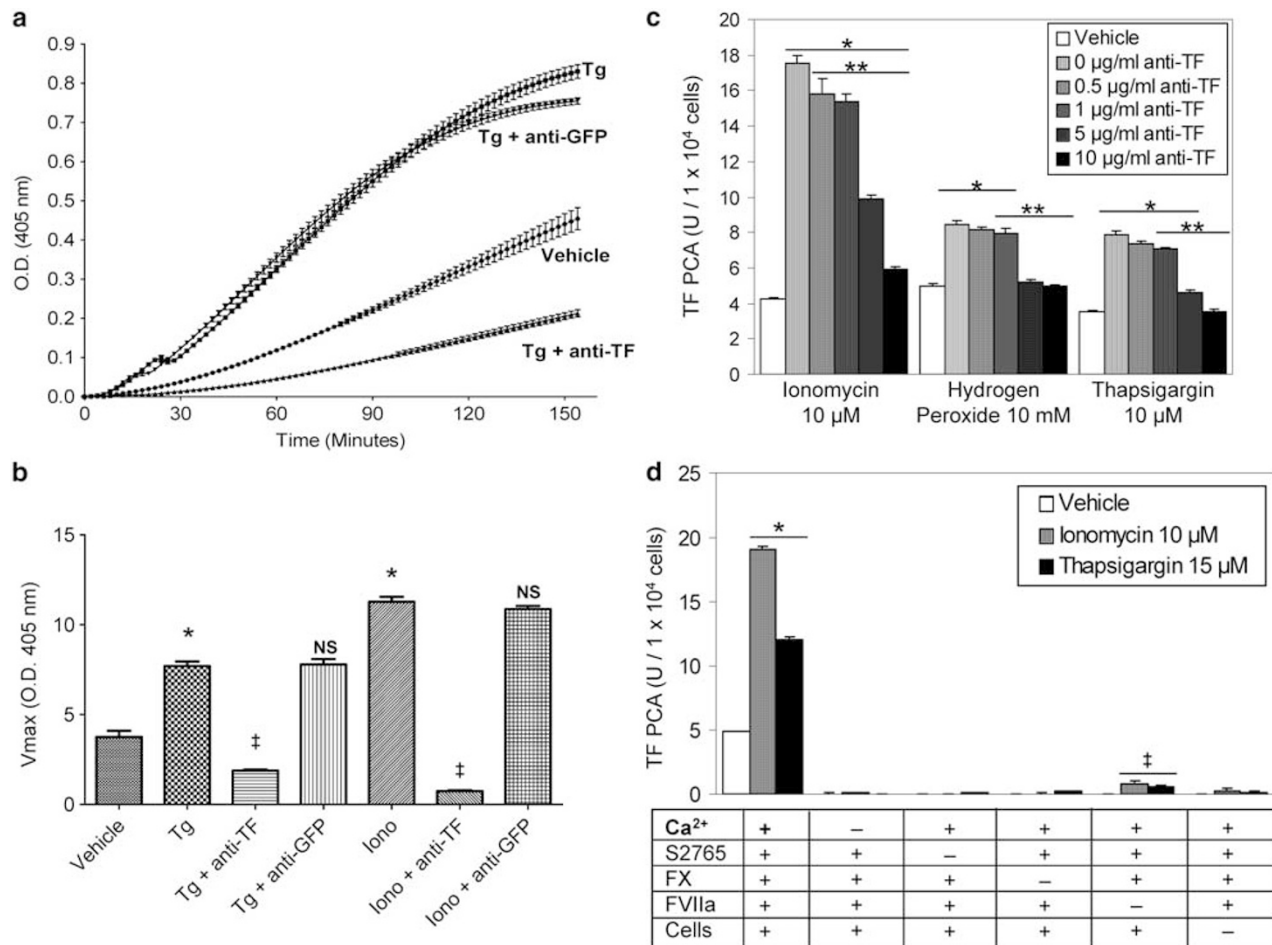 a
0.9
0.8
0.7
0.6
0.5
0.4
0.3
0.2
0.1
0.0
O.D. (405 nm)
Tg
Tg + anti-GFP
Vehicle
Tg + anti-TF
0 30 60 90 120 150
Time (Minutes)
b
15
10
5
0
Vmax (O.D. 405 nm)
*
‡
NS
*
‡
NS
Vehicle
Tg
Tg + anti-TF
Tg + anti-GFP
Iono
Iono + anti-TF
Iono + anti-GFP
c
20
18
16
14
12
10
8
6
4
2
0
TF PCA (U / 1 x 10⁴ cells)
Vehicle
0 µg/ml anti-TF
0.5 µg/ml anti-TF
1 µg/ml anti-TF
5 µg/ml anti-TF
10 µg/ml anti-TF
*
**
*
**
*
**
Ionomycin
10 µM
Hydrogen
Peroxide 10 mM
Thapsigargin
10 µM
d
25
20
15
10
5
0
TF PCA (U / 1 x 10⁴ cells)
Vehicle
Ionomycin 10 µM
Thapsigargin 15 µM
*
‡
Ca²⁺ + – + + + +
S2765 + + – + + +
FX + + + – + +
FVIIa + + + + – +
Cells + + + + + –